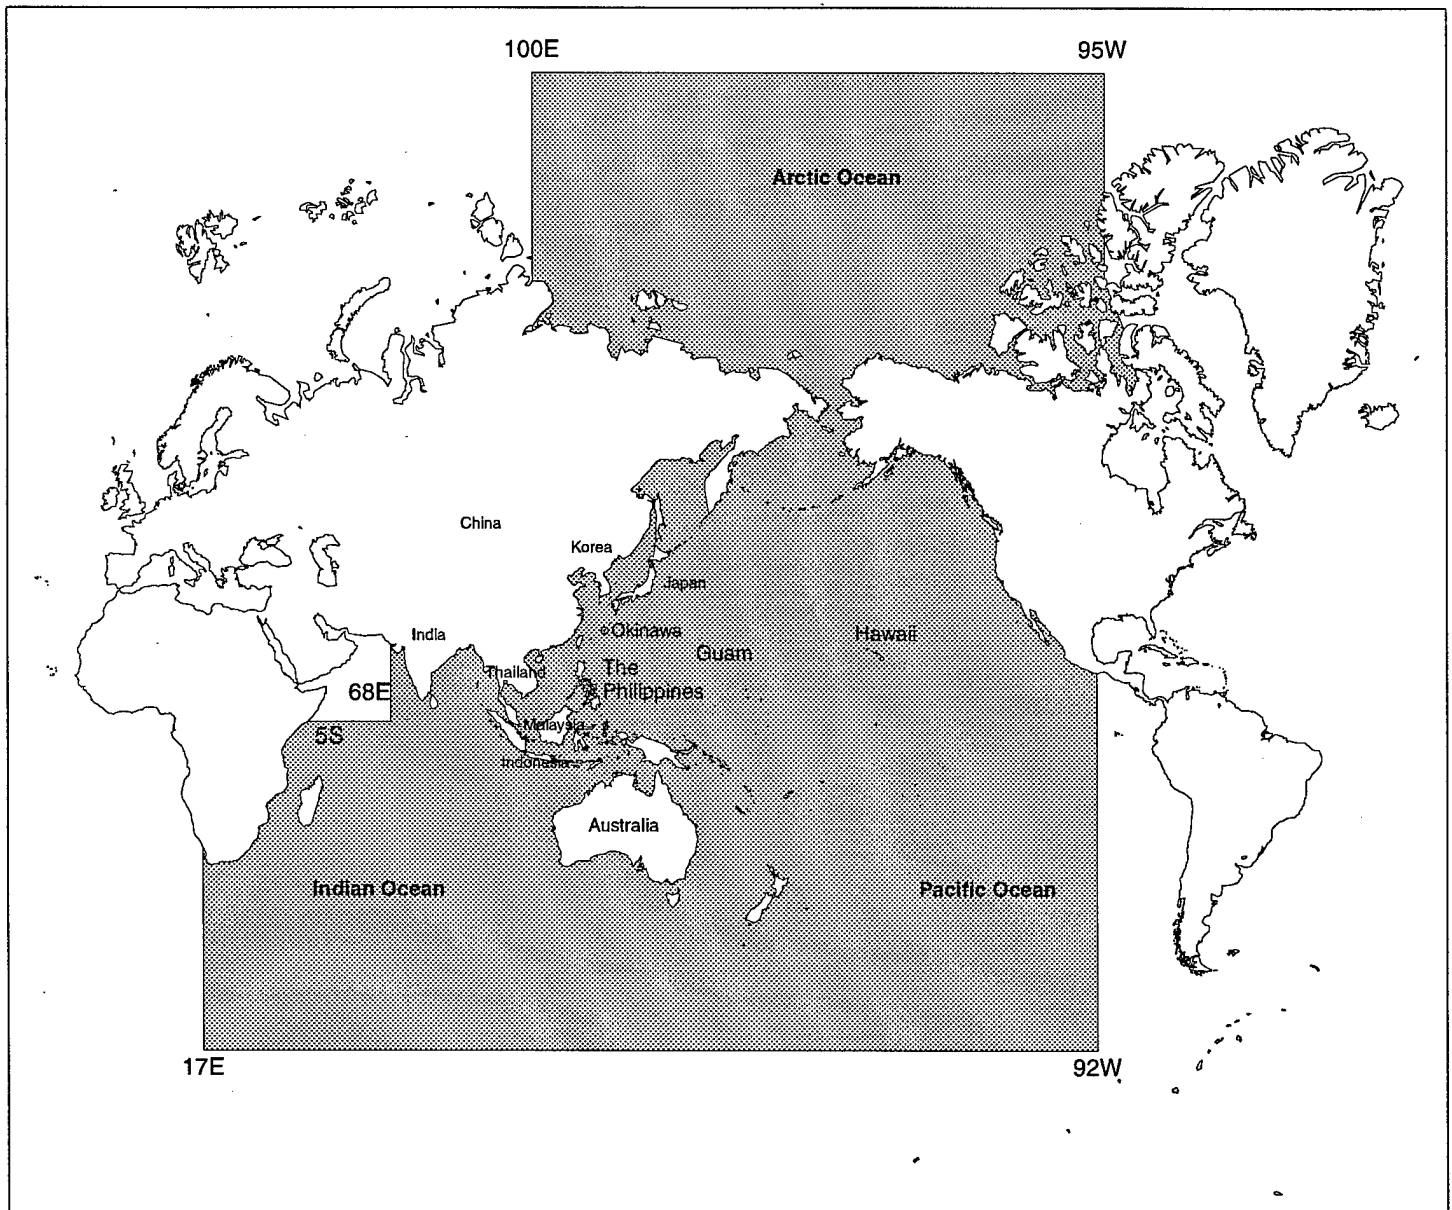 100E
95W
Arctic Ocean
China
Korea
Japan
Okinawa
India
Hawaii
Guam
Thailand
The
Philippines
68E
Malaysia
5S
Indonesia
Australia
Indian Ocean
Pacific Ocean
17E
92W